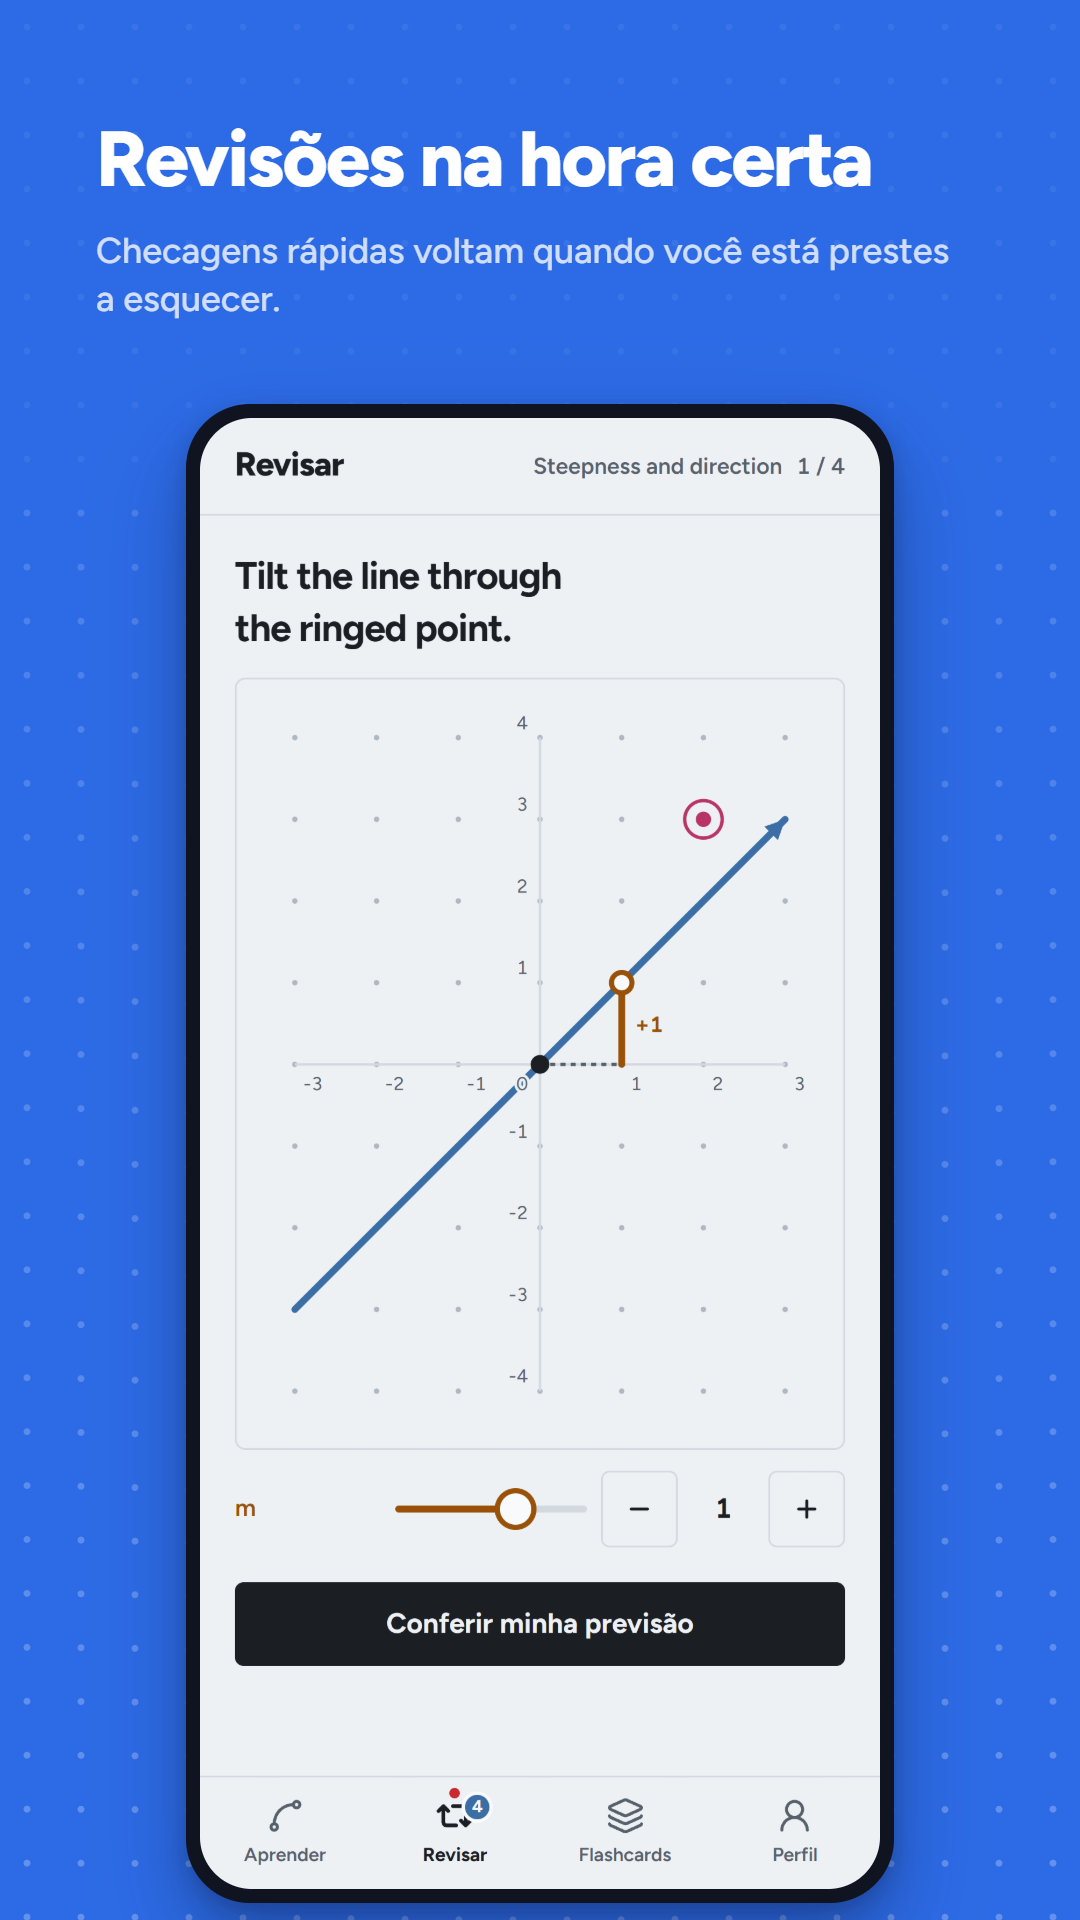 Revisões na hora certa
Checagens rápidas voltam quando você está prestes
a esquecer.
Revisar
Steepness and direction 1 / 4
Tilt the line through
the ringed point.
4
3
2
1
+1
-3 -2 -1 0 1 2 3
-1
-2
-3
-4
m
− 1 +
Conferir minha previsão
4
Aprender Revisar Flashcards Perfil